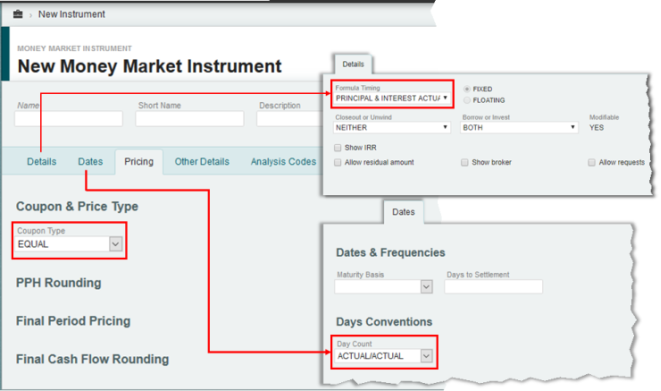 New Instrument
MONEY MARKET INSTRUMENT
New Money Market Instrument
Name Short Name Description
Details Dates Pricing Other Details Analysis Codes
Coupon & Price Type
Coupon Type
EQUAL
PPH Rounding
Final Period Pricing
Final Cash Flow Rounding
Details
Formula Timing
PRINCIPAL & INTEREST ACTU
FIXED
FLOATING
Closeout or Unwind Borrow or Invest Modifiable
NEITHER BOTH YES
Show IRR
Allow residual amount Show broker Allow requests
Dates
Dates & Frequencies
Maturity Basis Days to Settlement
Days Conventions
Day Count
ACTUAL/ACTUAL